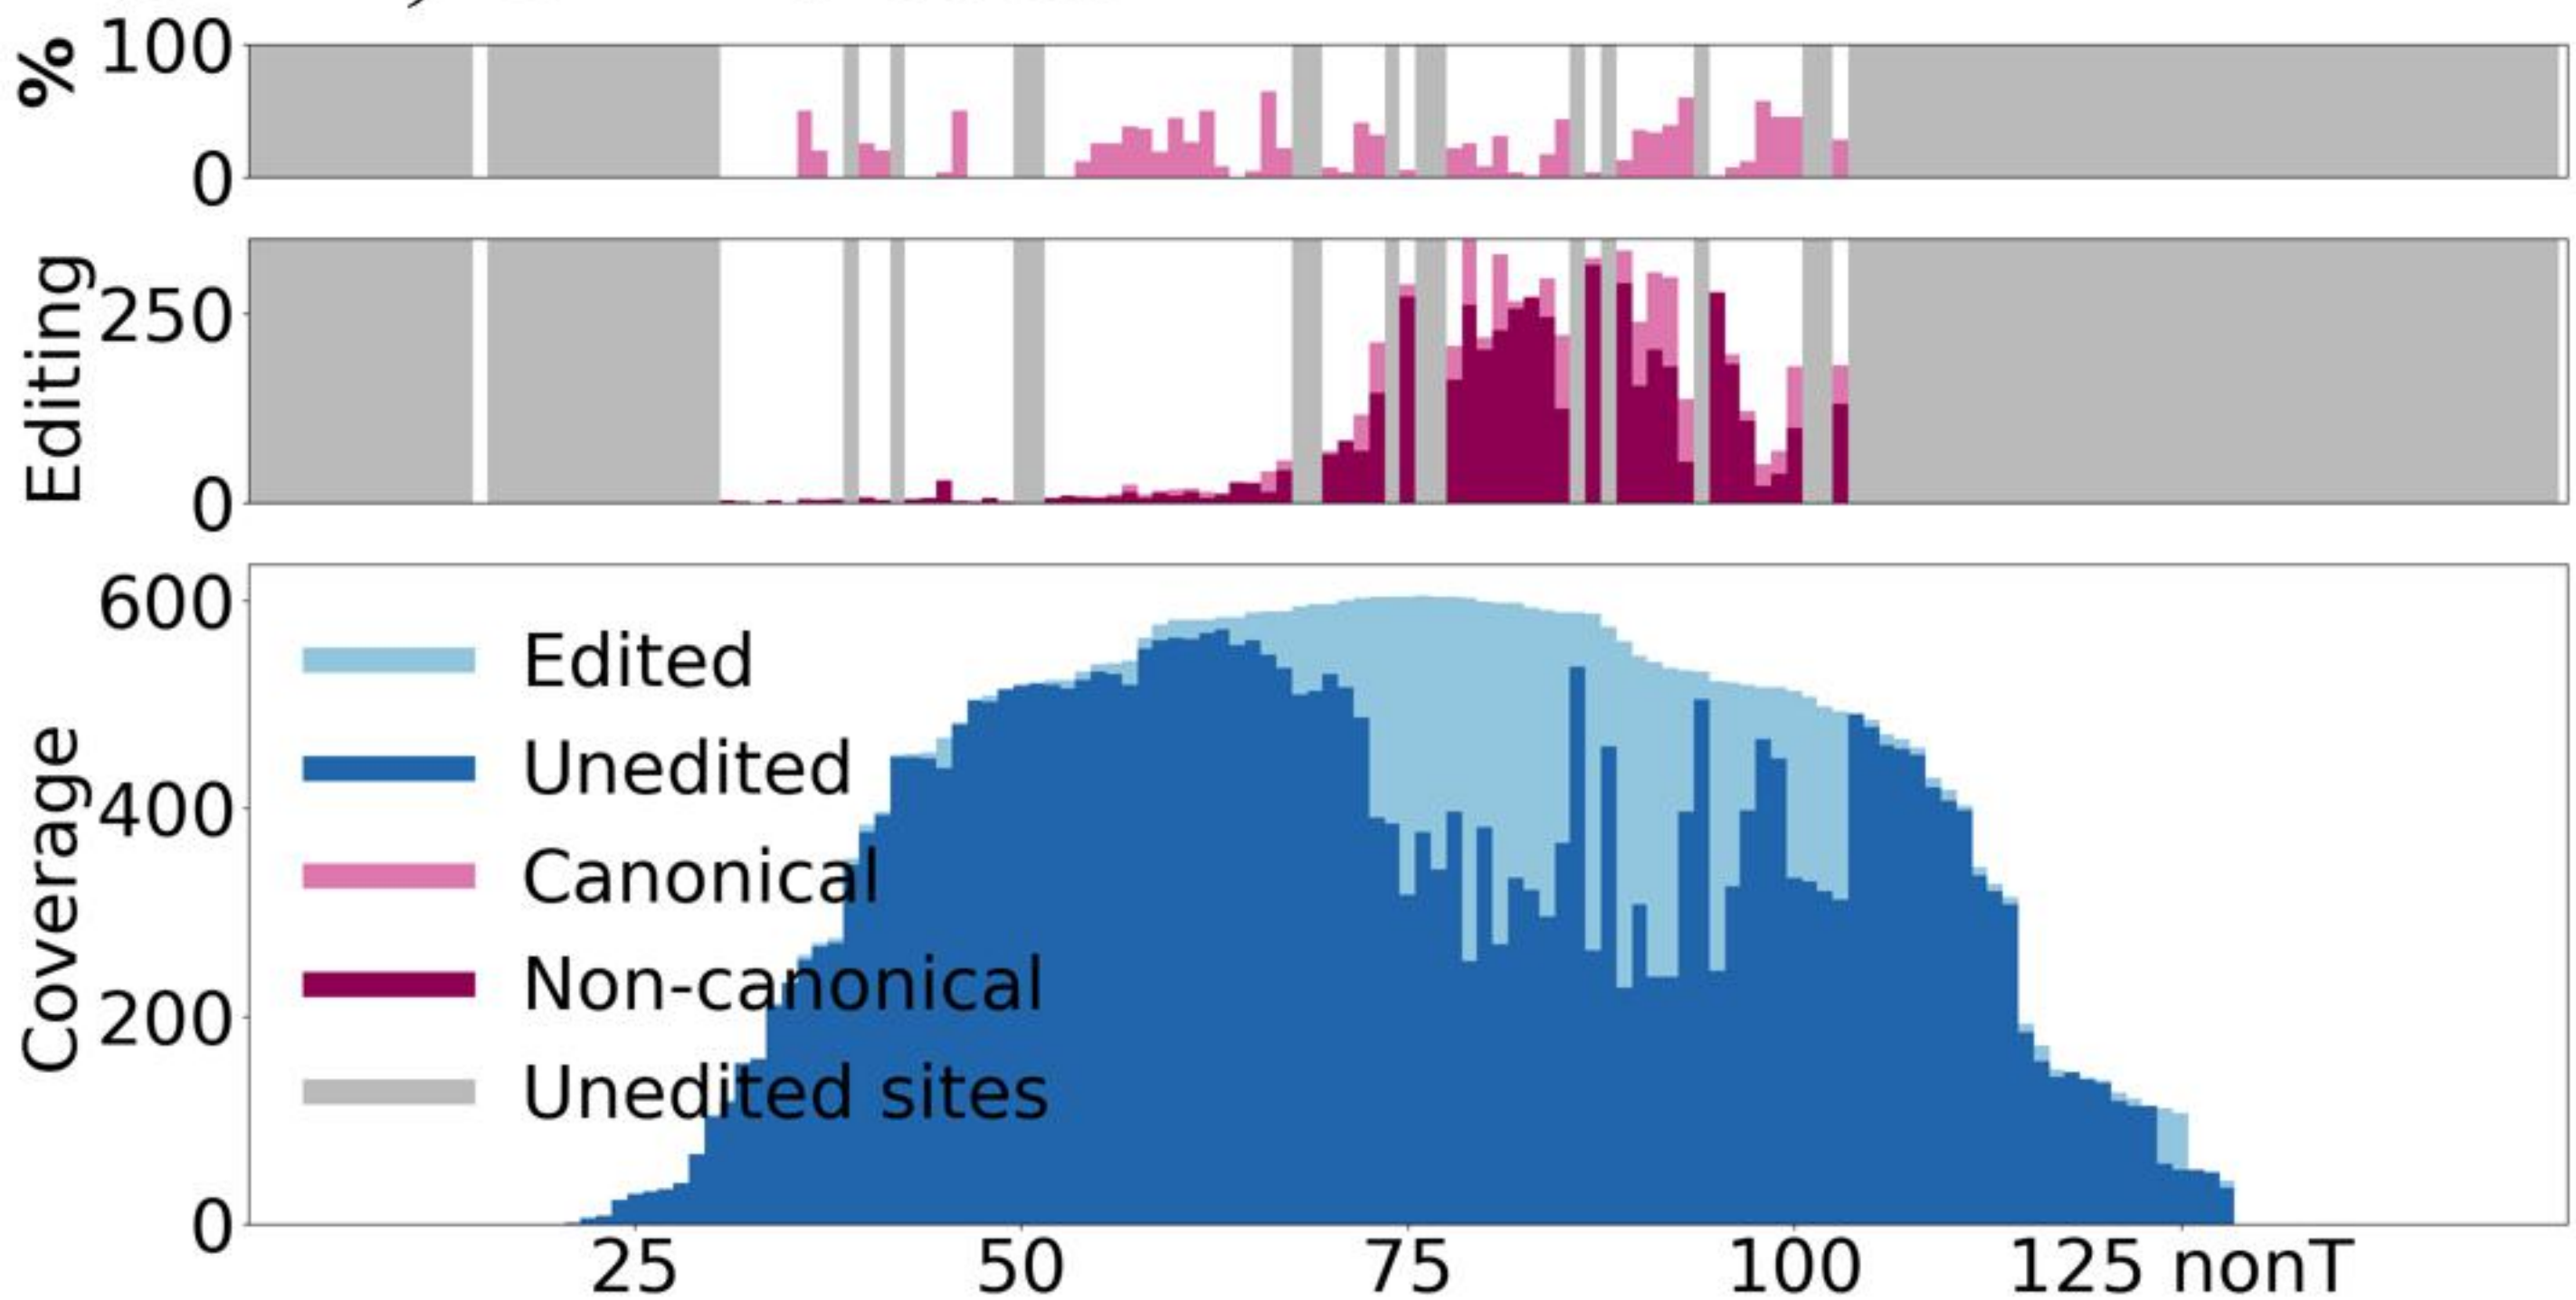 %
100
0
Editing
250
0
Coverage
600
400
200
0
Edited
Unedited
Canonical
Non-canonical
Unedited sites
25 50 75 100 125 nonT